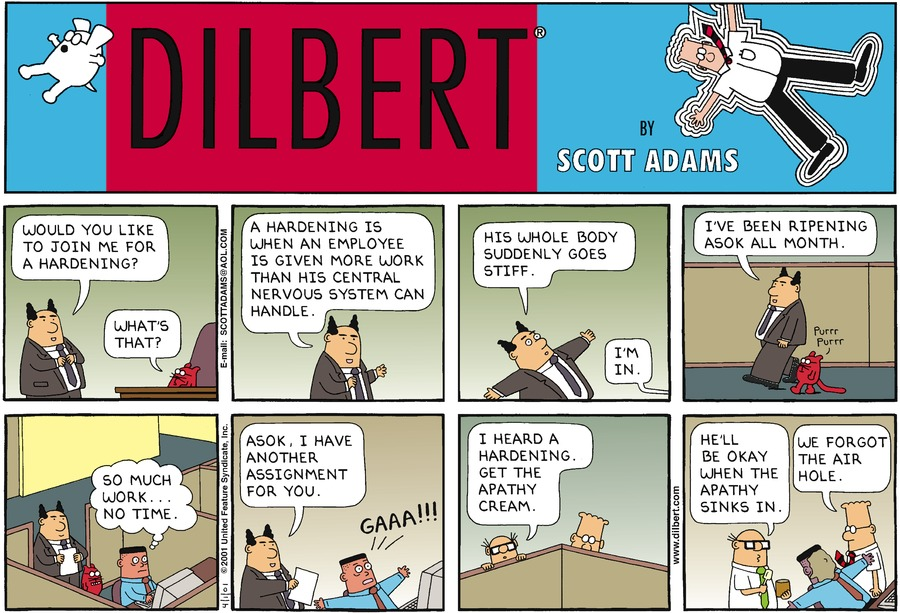 DILBERT®
BY
SCOTT ADAMS
WOULD YOU LIKE
TO JOIN ME FOR
A HARDENING?
WHAT'S
THAT?
E-mail: SCOTTADAMS@AOL.COM
A HARDENING IS
WHEN AN EMPLOYEE
IS GIVEN MORE WORK
THAN HIS CENTRAL
NERVOUS SYSTEM CAN
HANDLE.
HIS WHOLE BODY
SUDDENLY GOES
STIFF.
I'M
IN.
I'VE BEEN RIPENING
ASOK ALL MONTH.
Purrr
Purrr
SO MUCH
WORK...
NO TIME.
4/1/01 © 2001 United Feature Syndicate, Inc.
ASOK, I HAVE
ANOTHER
ASSIGNMENT
FOR YOU.
GAAA!!!
I HEARD A
HARDENING.
GET THE
APATHY
CREAM.
www.dilbert.com
HE'LL
BE OKAY
WHEN THE
APATHY
SINKS IN.
WE FORGOT
THE AIR
HOLE.